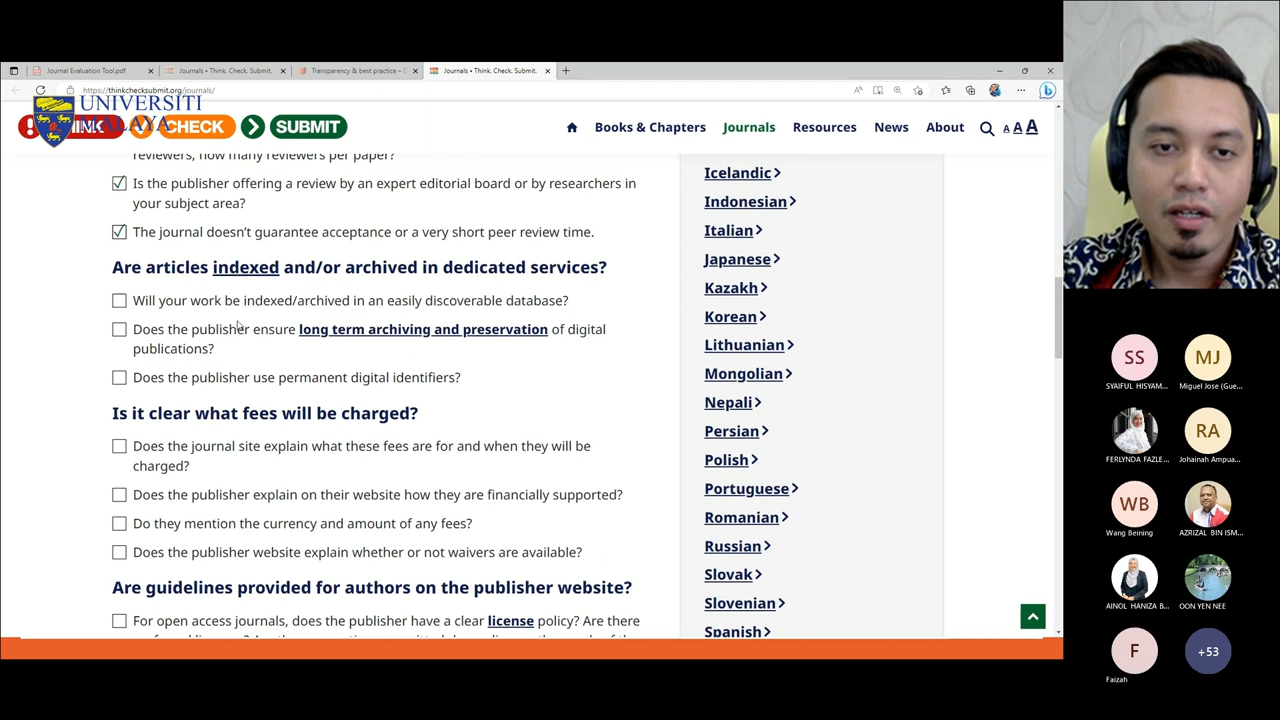 Journal Evaluation Tool.pdf
Journals • Think. Check. Submit.
Transparency & best practice – D
Journals • Think. Check. Submit.
https://thinkchecksubmit.org/journals/
UNIVERSITI
MALAYA
CHECK
SUBMIT
Books & Chapters
Journals
Resources
News
About
A A A
reviewers, how many reviewers per paper?
Is the publisher offering a review by an expert editorial board or by researchers in
your subject area?
The journal doesn't guarantee acceptance or a very short peer review time.
Are articles indexed and/or archived in dedicated services?
Will your work be indexed/archived in an easily discoverable database?
Does the publisher ensure long term archiving and preservation of digital
publications?
Does the publisher use permanent digital identifiers?
Is it clear what fees will be charged?
Does the journal site explain what these fees are for and when they will be
charged?
Does the publisher explain on their website how they are financially supported?
Do they mention the currency and amount of any fees?
Does the publisher website explain whether or not waivers are available?
Are guidelines provided for authors on the publisher website?
For open access journals, does the publisher have a clear license policy? Are there
Icelandic
Indonesian
Italian
Japanese
Kazakh
Korean
Lithuanian
Mongolian
Nepali
Persian
Polish
Portuguese
Romanian
Russian
Slovak
Slovenian
Spanish
SS
SYAIFUL HISYAM...
MJ
Miguel Jose (Gue...
FERLYNDA FAZLE...
RA
Johainah Ampua...
WB
Wang Beining
AZRIZAL BIN ISM...
AINOL HANIZA B...
OON YEN NEE
F
Faizah
+53